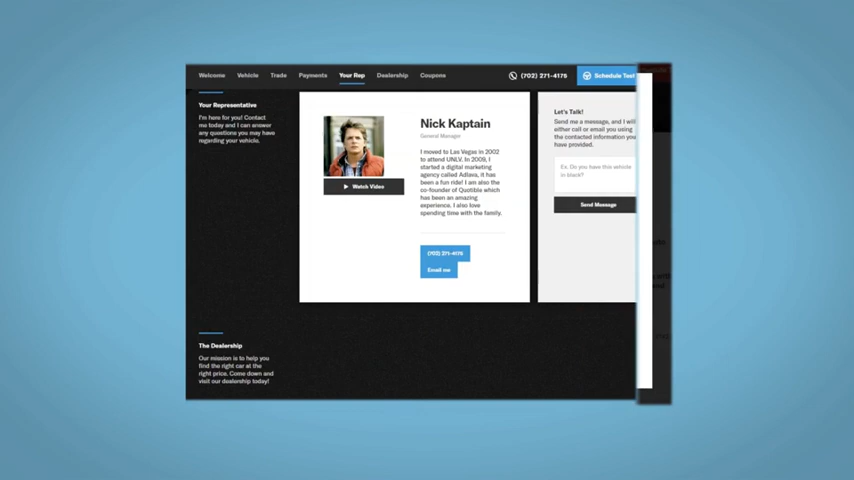 Welcome Vehicle Trade Payments Your Rep Dealership Coupons (702) 271-4175 Schedule Test
Your Representative
I'm here for you! Contact
me today and I can answer
any questions you may have
regarding your vehicle.
Watch Video
Nick Kaptain
General Manager
I moved to Las Vegas in 2002
to attend UNLV. In 2009, I
started a digital marketing
agency called Adlava, it has
been a fun ride! I am also the
co-founder of Quotible which
has been an amazing
experience. I also love
spending time with the family.
(702) 271-4175
Email me
Let's Talk!
Send me a message, and I will
either call or email you using
the contacted information you
have provided.
Ex. Do you have this vehicle
in black?
Send Message
The Dealership
Our mission is to help you
find the right car at the
right price. Come down and
visit our dealership today!